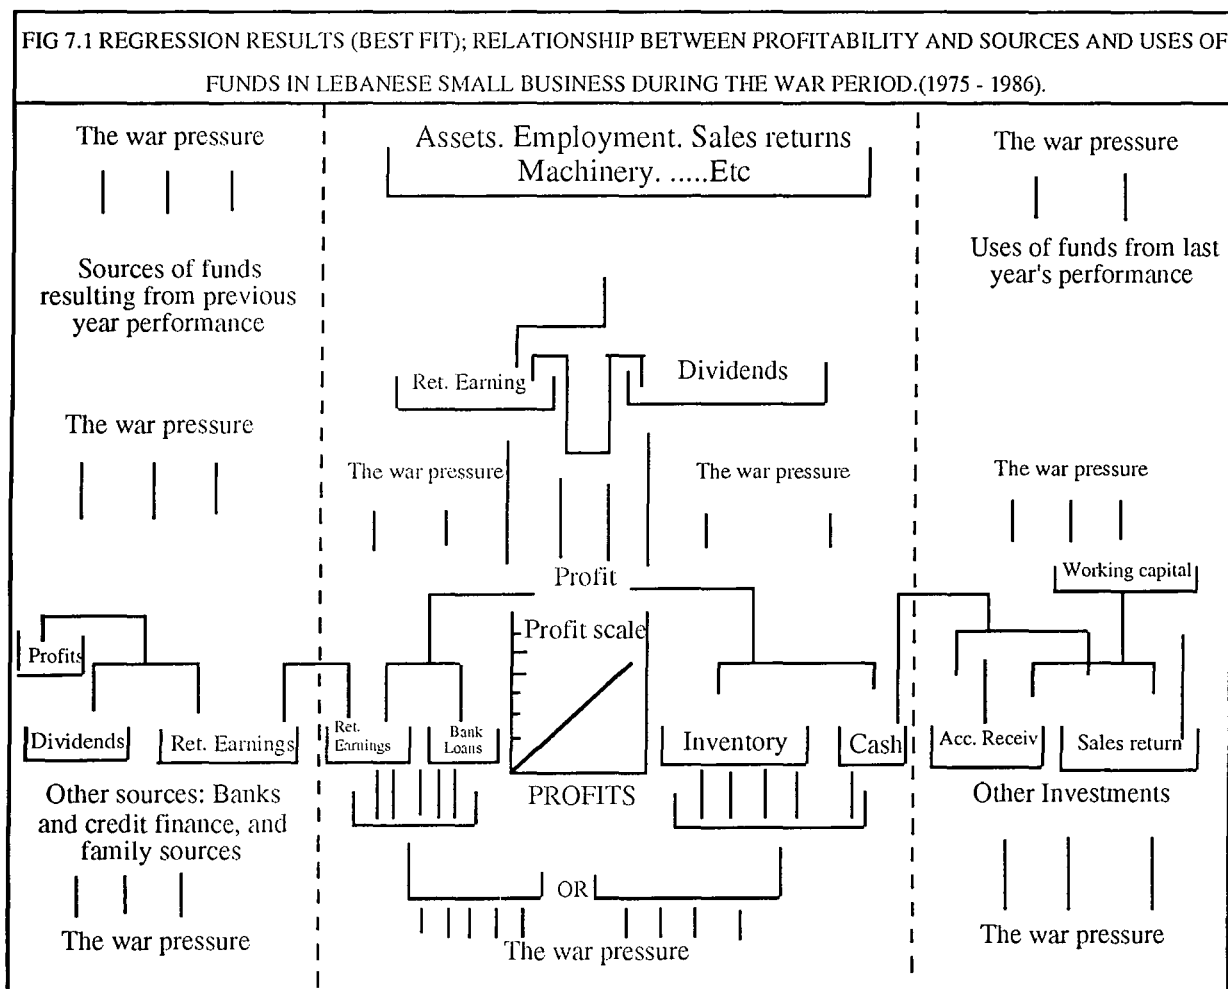 FIG 7.1 REGRESSION RESULTS (BEST FIT); RELATIONSHIP BETWEEN PROFITABILITY AND SOURCES AND USES OF
FUNDS IN LEBANESE SMALL BUSINESS DURING THE WAR PERIOD.(1975 - 1986).
The war pressure
Sources of funds
resulting from previous
year performance
The war pressure
Profits
Dividends
Ret. Earnings
Other sources: Banks
and credit finance, and
family sources
The war pressure
Assets. Employment. Sales returns
Machinery. .....Etc
Ret. Earning
Dividends
The war pressure
The war pressure
Profit
Profit scale
Ret.
Earnings
Bank
Loans
Inventory
Cash
PROFITS
OR
The war pressure
The war pressure
Uses of funds from last
year's performance
The war pressure
Working capital
Acc. Receiv
Sales return
Other Investments
The war pressure